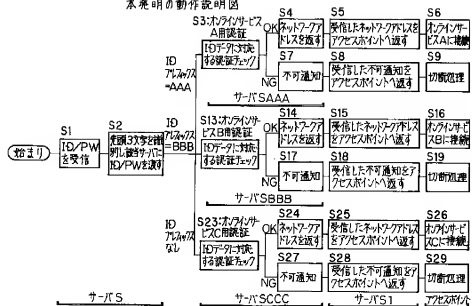 本発明の動作説明図
始まり
S1
ID/PW
を受信
S2
先頭3文字を識
別し該当サーバに
ID/PWを渡す
ID
プレフィックス
=AAA
S3:オンラインサービス
A用認証
IDデータに対応
する認証チェック
OK
NG
S4
ネットワークア
ドレスを返す
S5
受信したネットワークアドレスを
アクセスポイントへ返す
S6
オンラインサー
ビスAに接続
S7
不可通知
S8
受信した不可通知を
アクセスポイントへ返す
S9
切断処理
サーバSAAA
ID
プレフィックス
=BBB
S13:オンラインサー
ビスB用認証
IDデータに対応
する認証チェック
OK
NG
S14
ネットワークア
ドレスを返す
S15
受信したネットワークアドレス
をアクセスポイントへ返す
S16
オンラインサー
ビスBに接続
S17
不可通知
S18
受信した不可通知をア
クセスポイントへ返す
S19
切断処理
サーバSBBB
ID
プレフィックス
なし
S23:オンラインサー
ビスC用認証
IDデータに対応
する認証チェック
OK
NG
S24
ネットワークア
ドレスを返す
S25
受信したネットワークアドレス
をアクセスポイントへ返す
S26
オンラインサー
ビスCに接続
S27
不可通知
S28
受信した不可通知をア
クセスポイントへ返す
S29
切断処理
サーバS
サーバSCCC
サーバS1
アクセスポイント